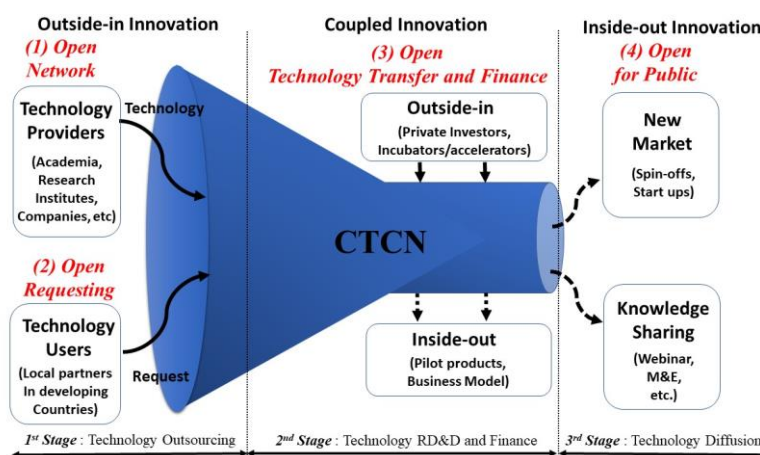 Outside-in Innovation
Coupled Innovation
Inside-out Innovation
(1) Open
Network
(3) Open
Technology Transfer and Finance
(4) Open
for Public
Technology
Providers
(Academia,
Research
Institutes,
Companies, etc)
Technology
Outside-in
(Private Investors,
Incubators/accelerators)
New
Market
(Spin-offs,
Start ups)
CTCN
(2) Open
Requesting
Technology
Users
(Local partners
In developing
Countries)
Request
Inside-out
(Pilot products,
Business Model)
Knowledge
Sharing
(Webinar,
M&E,
etc.)
1st Stage : Technology Outsourcing
2nd Stage : Technology RD&D and Finance
3rd Stage : Technology Diffusion